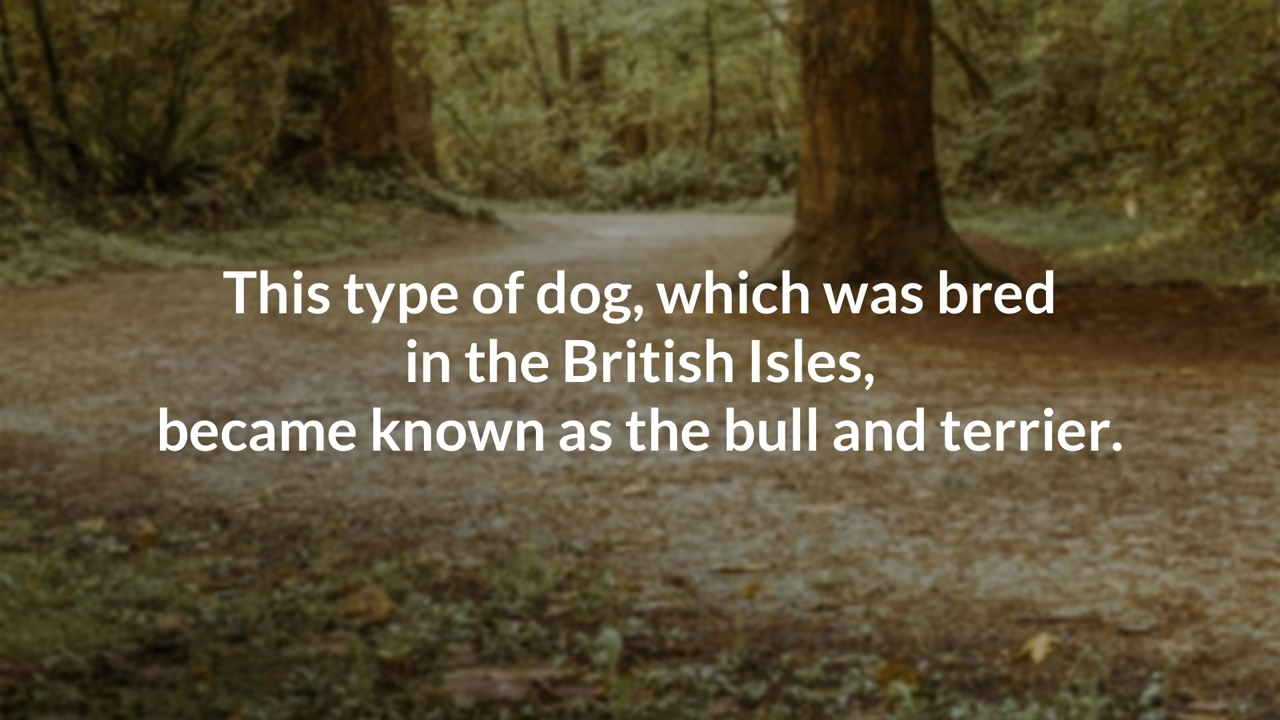 This type of dog, which was bred
in the British Isles,
became known as the bull and terrier.